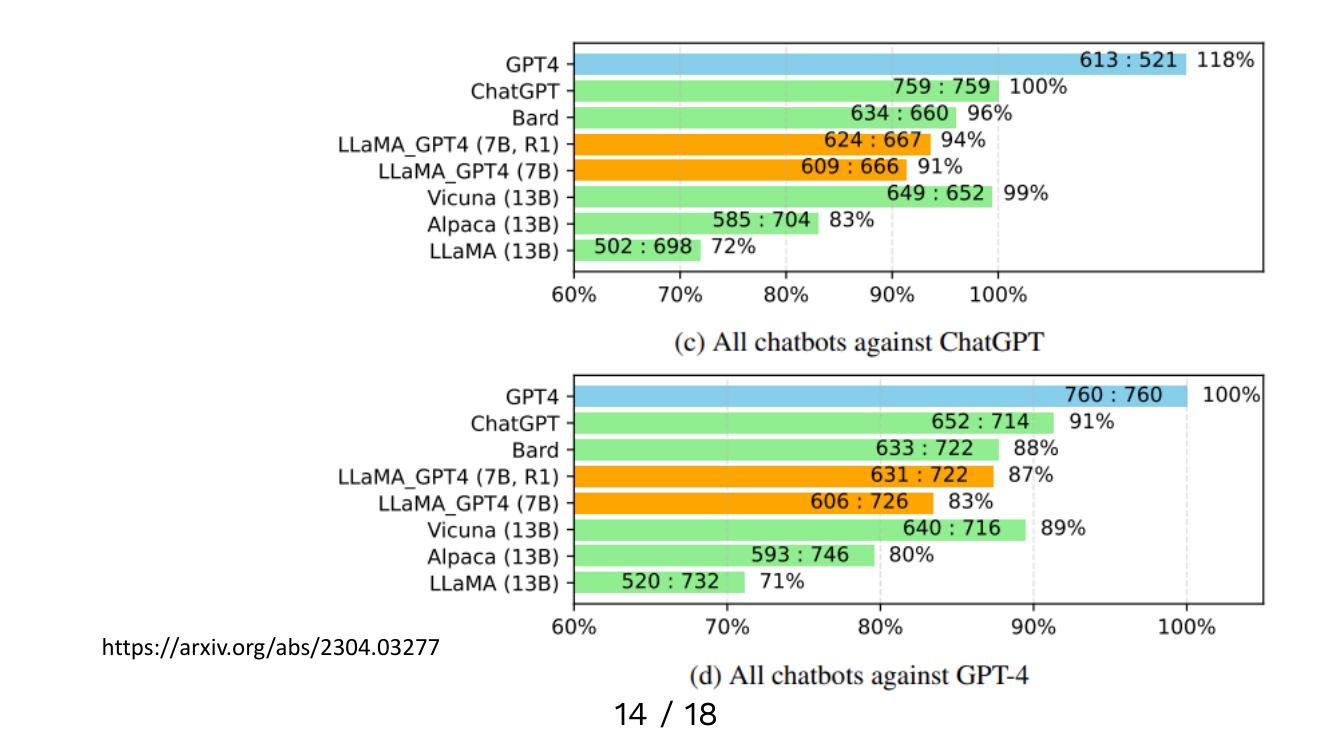 GPT4 613 : 521 118%
ChatGPT 759 : 759 100%
Bard 634 : 660 96%
LLaMA_GPT4 (7B, R1) 624 : 667 94%
LLaMA_GPT4 (7B) 609 : 666 91%
Vicuna (13B) 649 : 652 99%
Alpaca (13B) 585 : 704 83%
LLaMA (13B) 502 : 698 72%
60% 70% 80% 90% 100%
(c) All chatbots against ChatGPT
GPT4 760 : 760 100%
ChatGPT 652 : 714 91%
Bard 633 : 722 88%
LLaMA_GPT4 (7B, R1) 631 : 722 87%
LLaMA_GPT4 (7B) 606 : 726 83%
Vicuna (13B) 640 : 716 89%
Alpaca (13B) 593 : 746 80%
LLaMA (13B) 520 : 732 71%
60% 70% 80% 90% 100%
https://arxiv.org/abs/2304.03277
(d) All chatbots against GPT-4
14 / 18